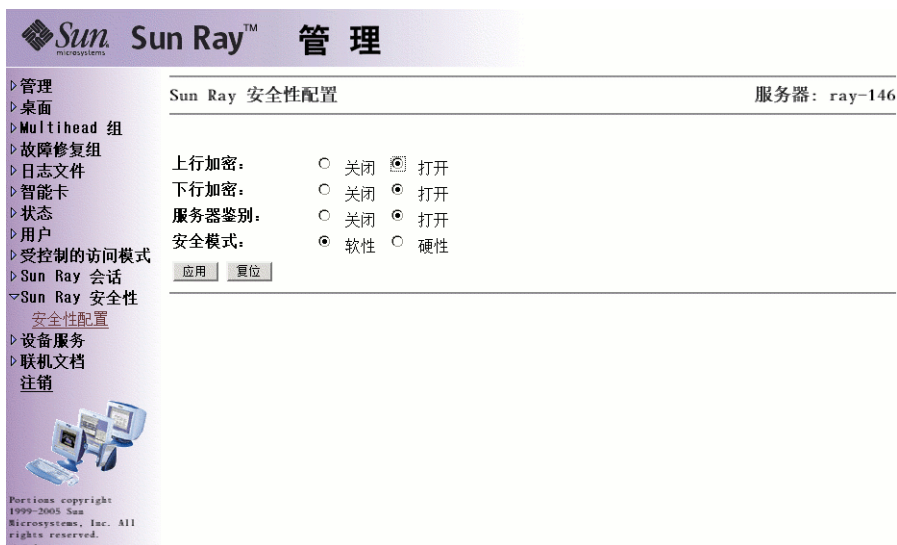 Sun microsystems Sun Ray™ 管 理
▷管理
▷桌面
▷Multihead 组
▷故障修复组
▷日志文件
▷智能卡
▷状态
▷用户
▷受控制的访问模式
▷Sun Ray 会话
▽Sun Ray 安全性
安全性配置
▷设备服务
▷联机文档
注销
Portions copyright
1999-2005 Sun
Microsystems, Inc. All
rights reserved.
Sun Ray 安全性配置 服务器: ray-146
上行加密: 关闭 打开
下行加密: 关闭 打开
服务器鉴别: 关闭 打开
安全模式: 软性 硬性
应用 复位